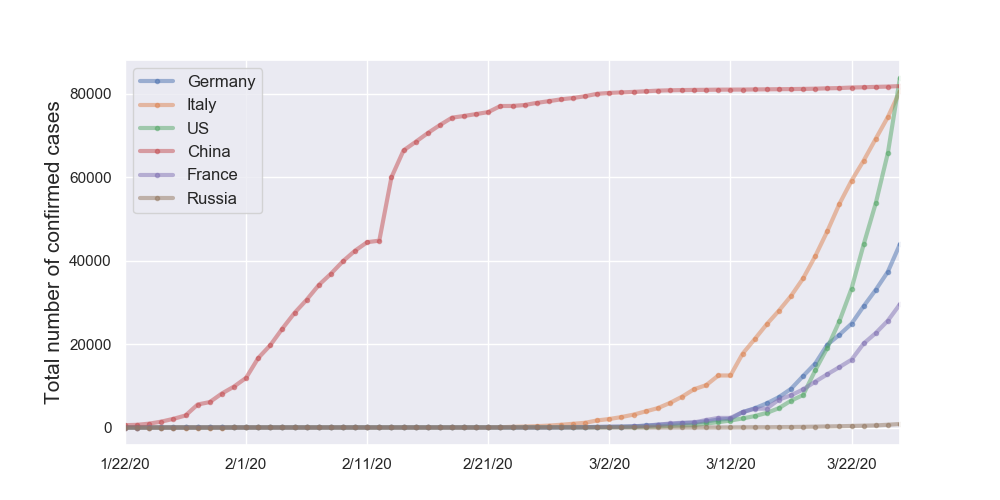 Germany
Italy
US
China
France
Russia
Total number of confirmed cases
80000
60000
40000
20000
0
1/22/20 2/1/20 2/11/20 2/21/20 3/2/20 3/12/20 3/22/20